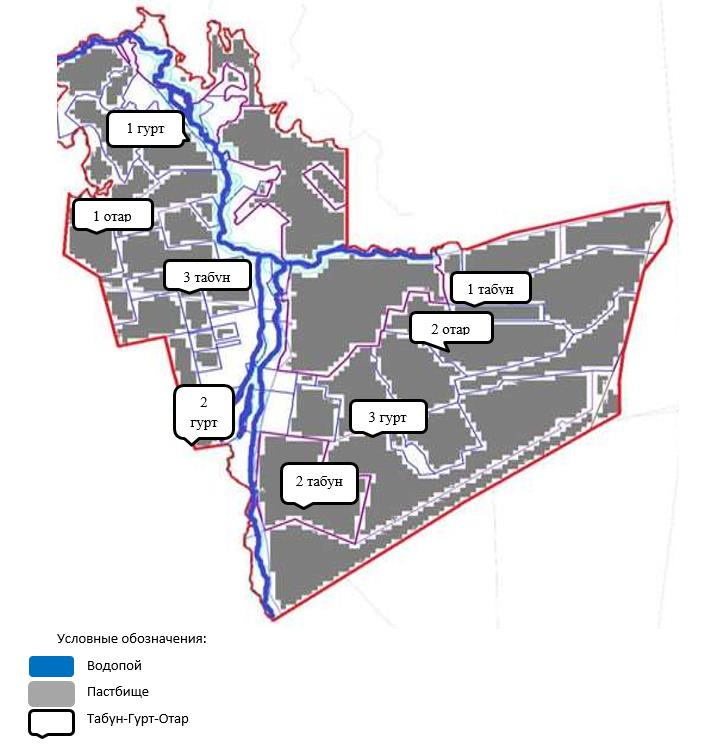 1 гурт
1 отар
3 табун
1 табун
2 отар
2
гурт
3 гурт
2 табун
Условные обозначения:
Водопой
Пастбище
Табун-Гурт-Отар